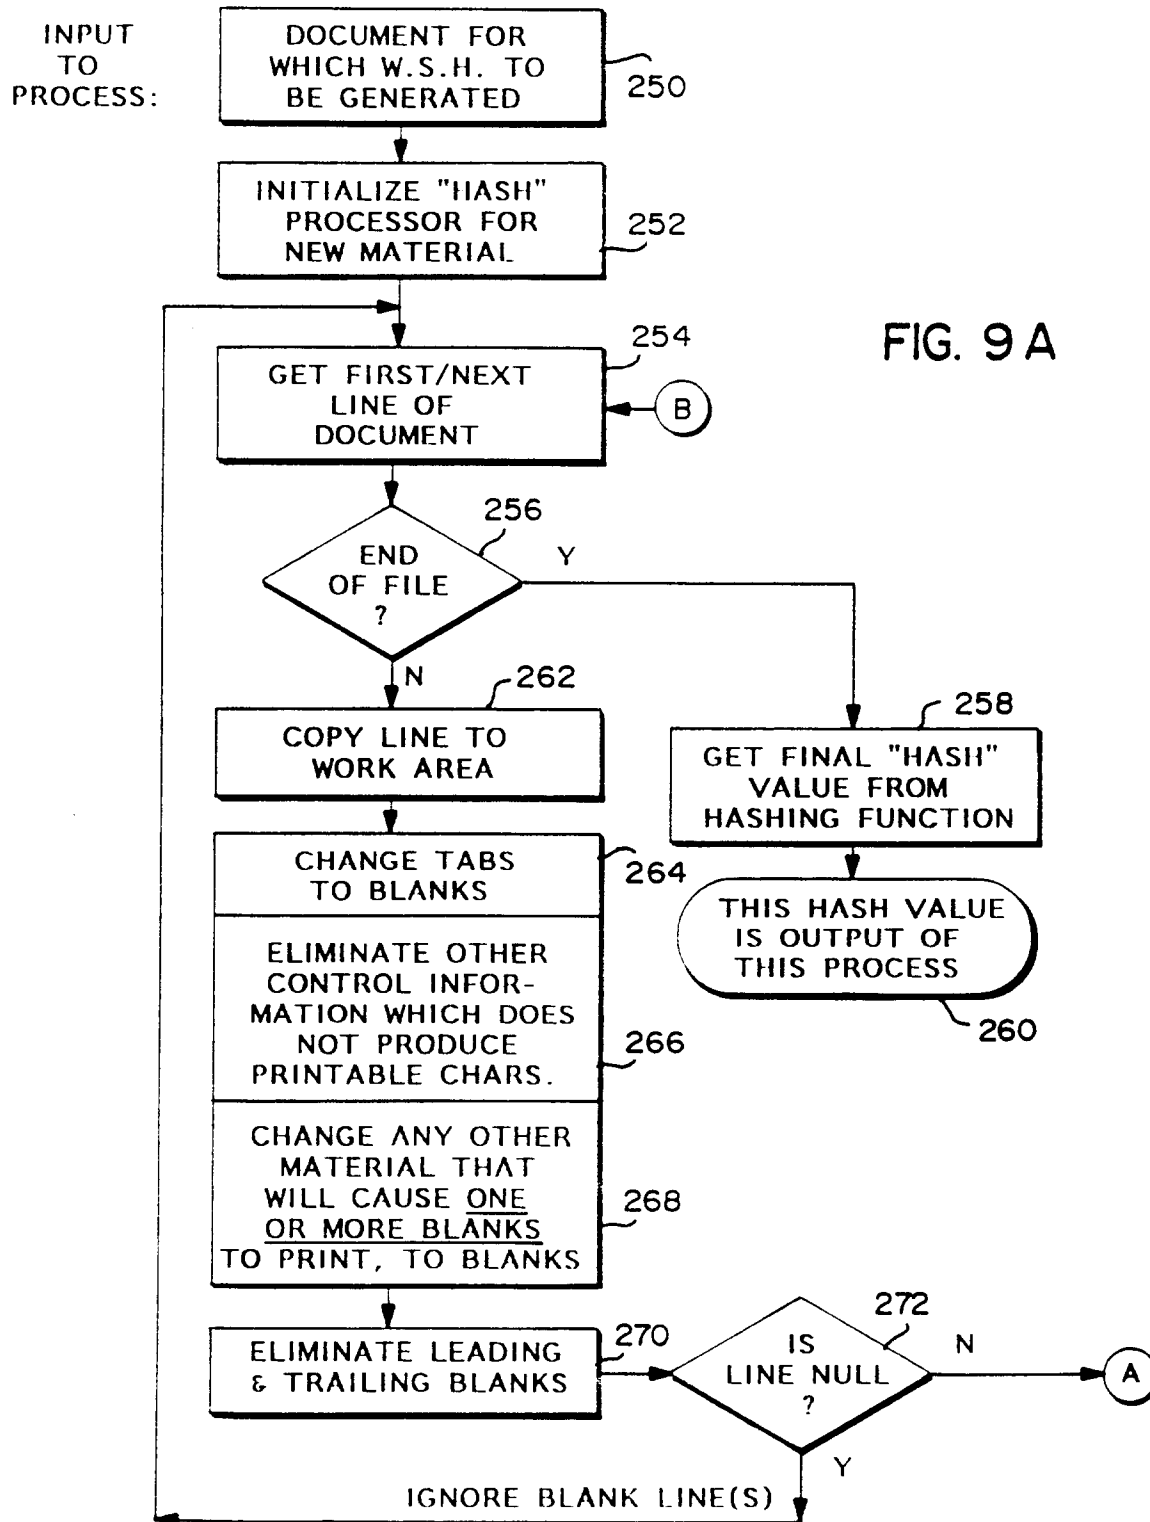 INPUT
TO
PROCESS:
DOCUMENT FOR
WHICH W.S.H. TO
BE GENERATED
250
INITIALIZE "HASH"
PROCESSOR FOR
NEW MATERIAL
252
FIG. 9A
254
GET FIRST/NEXT
LINE OF
DOCUMENT
B
256
END
OF FILE
?
Y
N
262
COPY LINE TO
WORK AREA
258
GET FINAL "HASH"
VALUE FROM
HASHING FUNCTION
CHANGE TABS
TO BLANKS
264
THIS HASH VALUE
IS OUTPUT OF
THIS PROCESS
260
ELIMINATE OTHER
CONTROL INFOR-
MATION WHICH DOES
NOT PRODUCE
PRINTABLE CHARS.
266
CHANGE ANY OTHER
MATERIAL THAT
WILL CAUSE ONE
OR MORE BLANKS
TO PRINT, TO BLANKS
268
ELIMINATE LEADING
& TRAILING BLANKS
270
272
IS
LINE NULL
?
N
A
Y
IGNORE BLANK LINE(S)